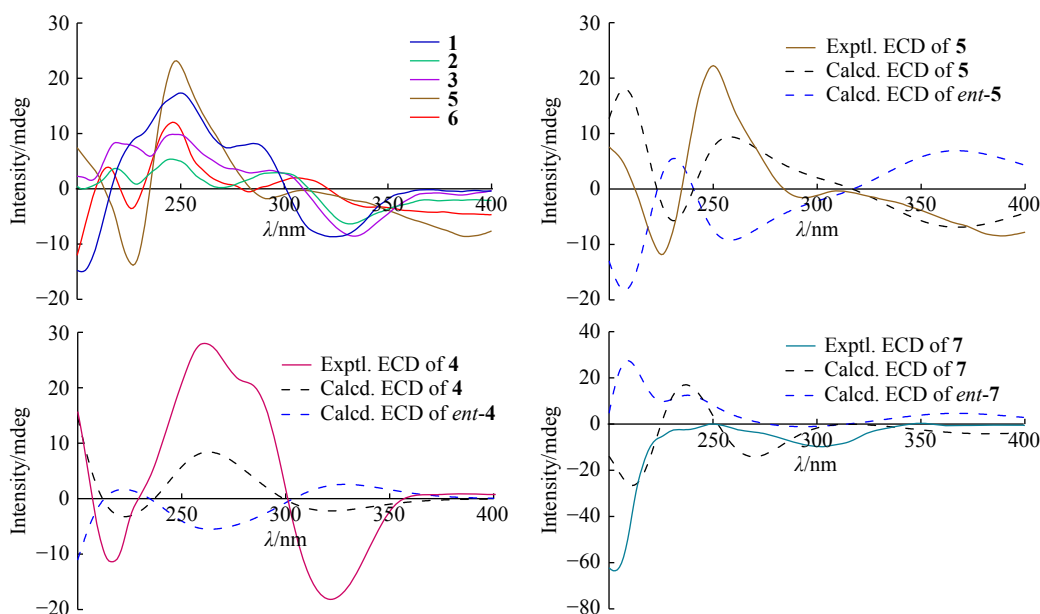 30
20
10
0
−10
−20
250
300
350
400
Intensity/mdeg
λ/nm
1
2
3
5
6
30
20
10
0
−10
−20
250
300
350
400
Intensity/mdeg
λ/nm
Exptl. ECD of 5
Calcd. ECD of 5
Calcd. ECD of ent-5
30
20
10
0
−10
−20
250
300
350
400
Intensity/mdeg
λ/nm
Exptl. ECD of 4
Calcd. ECD of 4
Calcd. ECD of ent-4
40
20
0
−20
−40
−60
−80
250
300
350
400
Intensity/mdeg
λ/nm
Exptl. ECD of 7
Calcd. ECD of 7
Calcd. ECD of ent-7